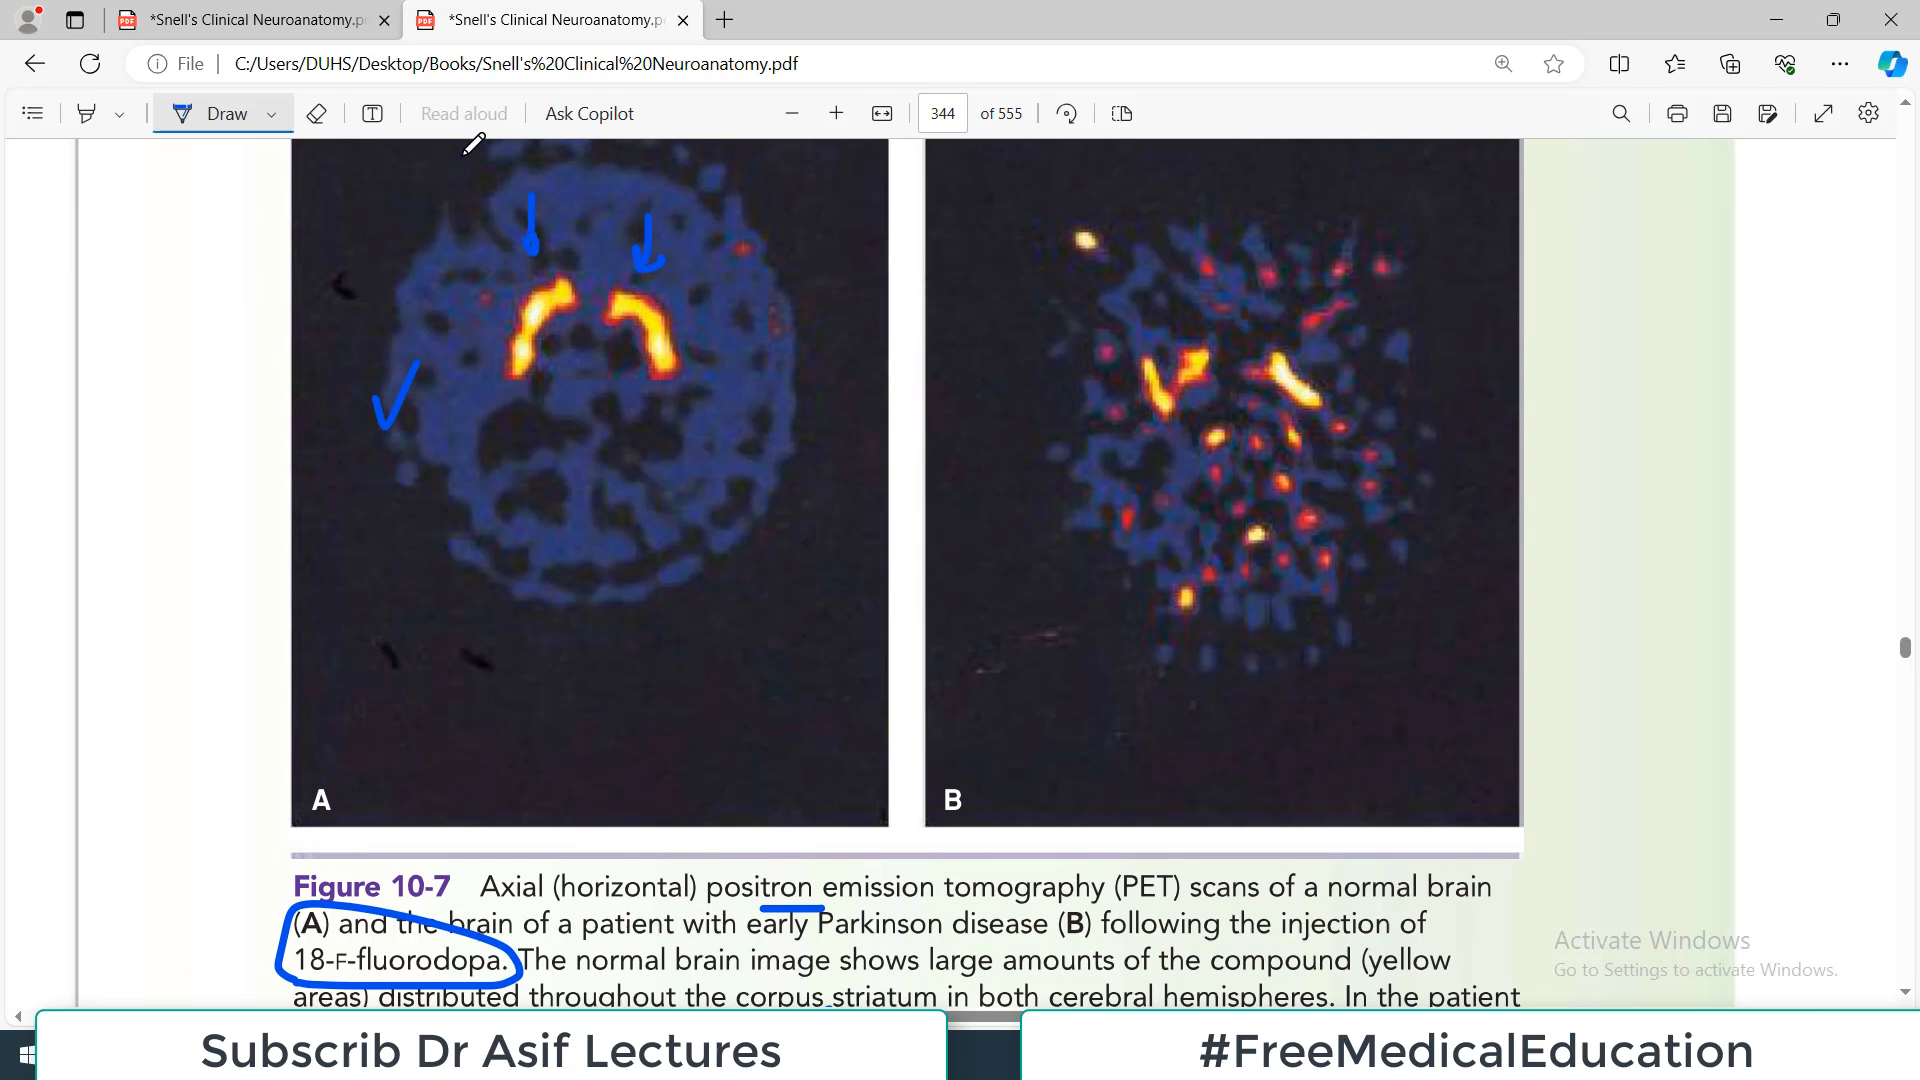 *Snell's Clinical Neuroanatomy.p
*Snell's Clinical Neuroanatomy.p
File
C:/Users/DUHS/Desktop/Books/Snell's%20Clinical%20Neuroanatomy.pdf
Draw
Read aloud
Ask Copilot
344
of 555
A
B
Figure 10-7 Axial (horizontal) positron emission tomography (PET) scans of a normal brain
(A) and the brain of a patient with early Parkinson disease (B) following the injection of
18-F-fluorodopa. The normal brain image shows large amounts of the compound (yellow
areas) distributed throughout the corpus striatum in both cerebral hemispheres. In the patient
Activate Windows
Go to Settings to activate Windows.
Subscrib Dr Asif Lectures
#FreeMedicalEducation